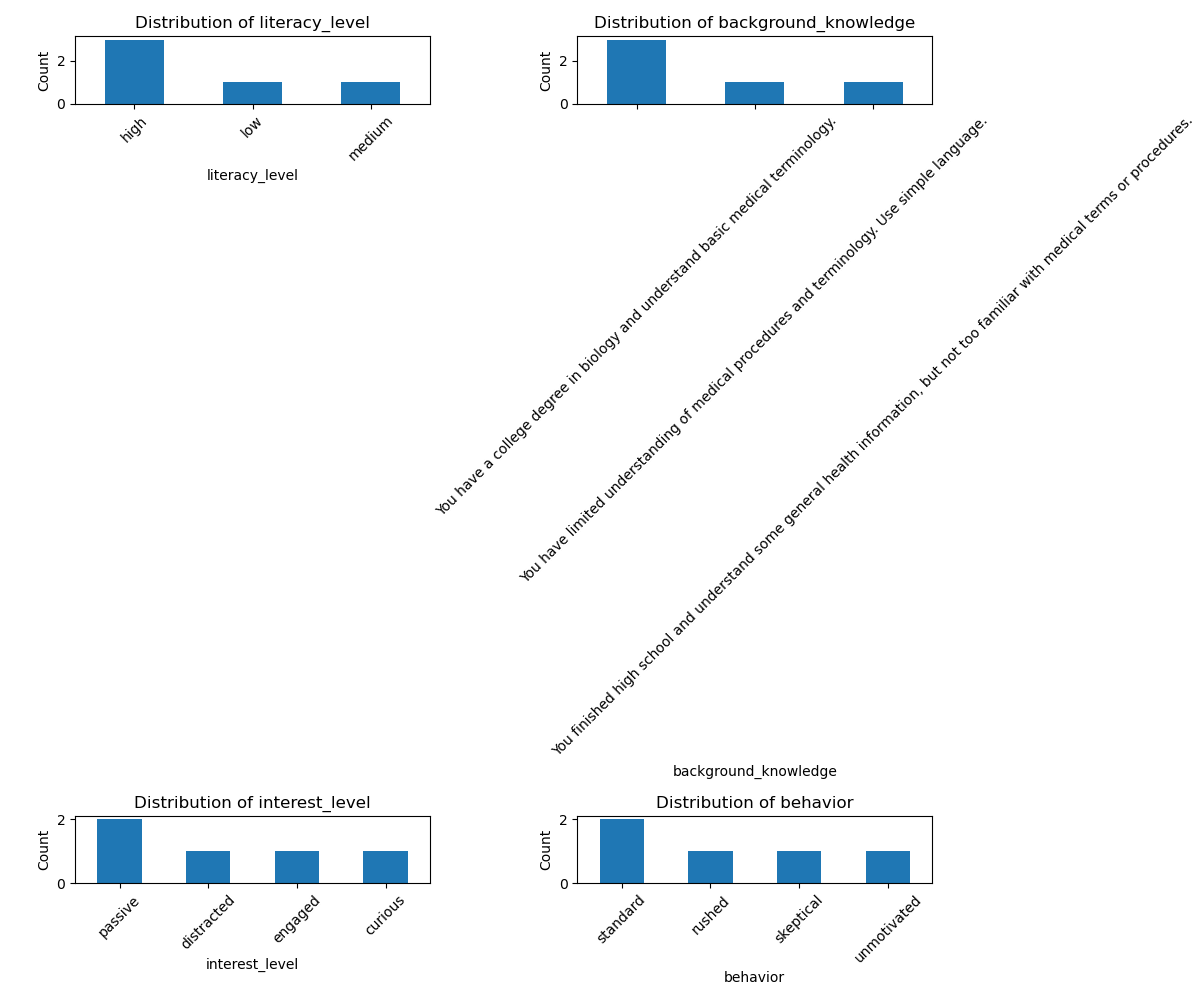 Distribution of literacy_level
Count
2
0
high
low
medium
literacy_level
Distribution of background_knowledge
Count
2
0
You have a college degree in biology and understand basic medical terminology.
You have limited understanding of medical procedures and terminology. Use simple language.
You finished high school and understand some general health information, but not too familiar with medical terms or procedures.
background_knowledge
Distribution of interest_level
Count
2
0
passive
distracted
engaged
curious
interest_level
Distribution of behavior
Count
2
0
standard
rushed
skeptical
unmotivated
behavior